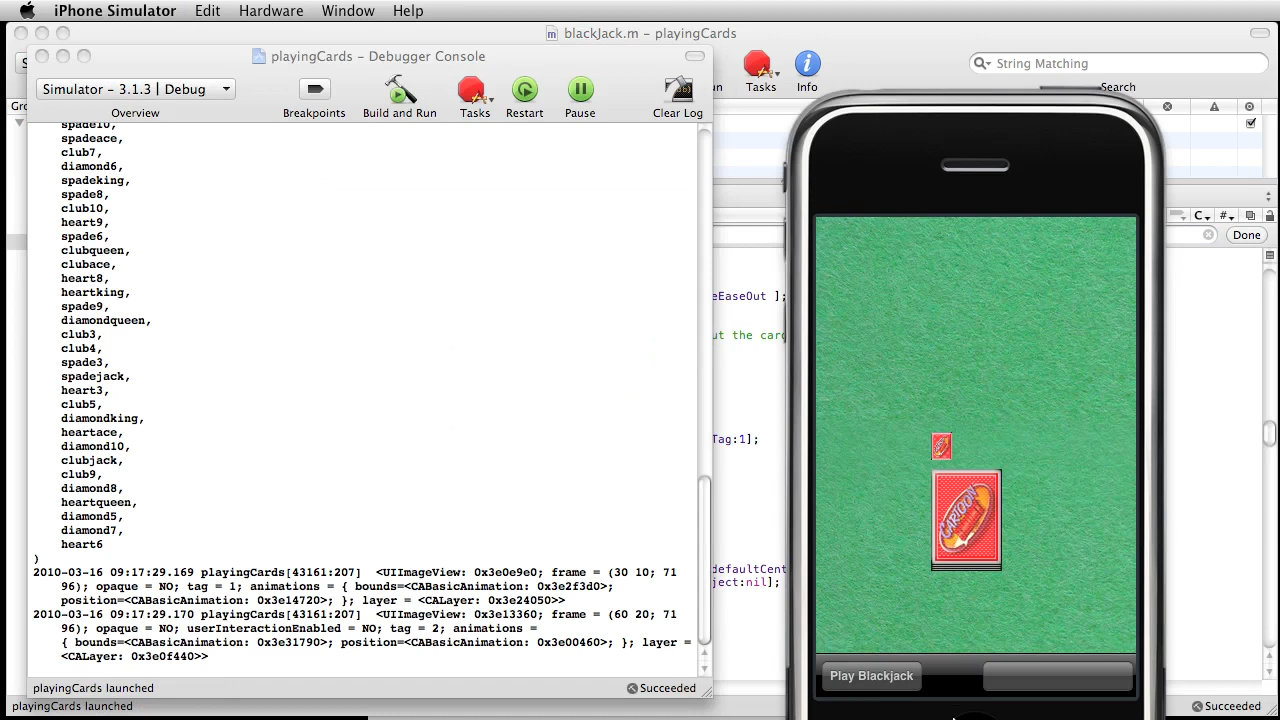 iPhone Simulator File Edit Hardware Window Help
blackJack.m – playingCards
playingCards – Debugger Console
Simulator – 3.1.3 | Debug
Overview
Breakpoints
Build and Run
Tasks
Restart
Pause
Clear Log
Tasks
Info
String Matching
Search
spade10,
spadeace,
club7,
diamond6,
spadeking,
spade8,
club10,
heart9,
spade6,
clubqueen,
clubace,
heart8,
heartking,
spade9,
diamondqueen,
club3,
club4,
spade3,
spadejack,
heart3,
club5,
diamondking,
heartace,
diamond10,
clubjack,
club9,
diamond8,
heartqueen,
diamond5,
diamond7,
heart6
)
2010-03-16 09:17:29.169 playingCards[43161:207] <UIImageView: 0x3e0e9e0; frame = (30 10; 71
96); opaque = NO; tag = 1; animations = { bounds=<CABasicAnimation: 0x3e2f3d0>;
position=<CABasicAnimation: 0x3e14720>; }; layer = <CALayer: 0x3e24050>>
2010-03-16 09:17:29.170 playingCards[43161:207] <UIImageView: 0x3e13360; frame = (60 20; 71
96); opaque = NO; userInteractionEnabled = NO; tag = 2; animations =
{ bounds=<CABasicAnimation: 0x3e31790>; position=<CABasicAnimation: 0x3e00460>; }; layer =
<CALayer: 0x3e0f440>>
playingCards launched
Succeeded
playingCards launched
Succeeded
eEaseOut ];
ut the card
Tag:1];
defaultCent
ject:nil];
C
#
Done
CARTOON
Play Blackjack